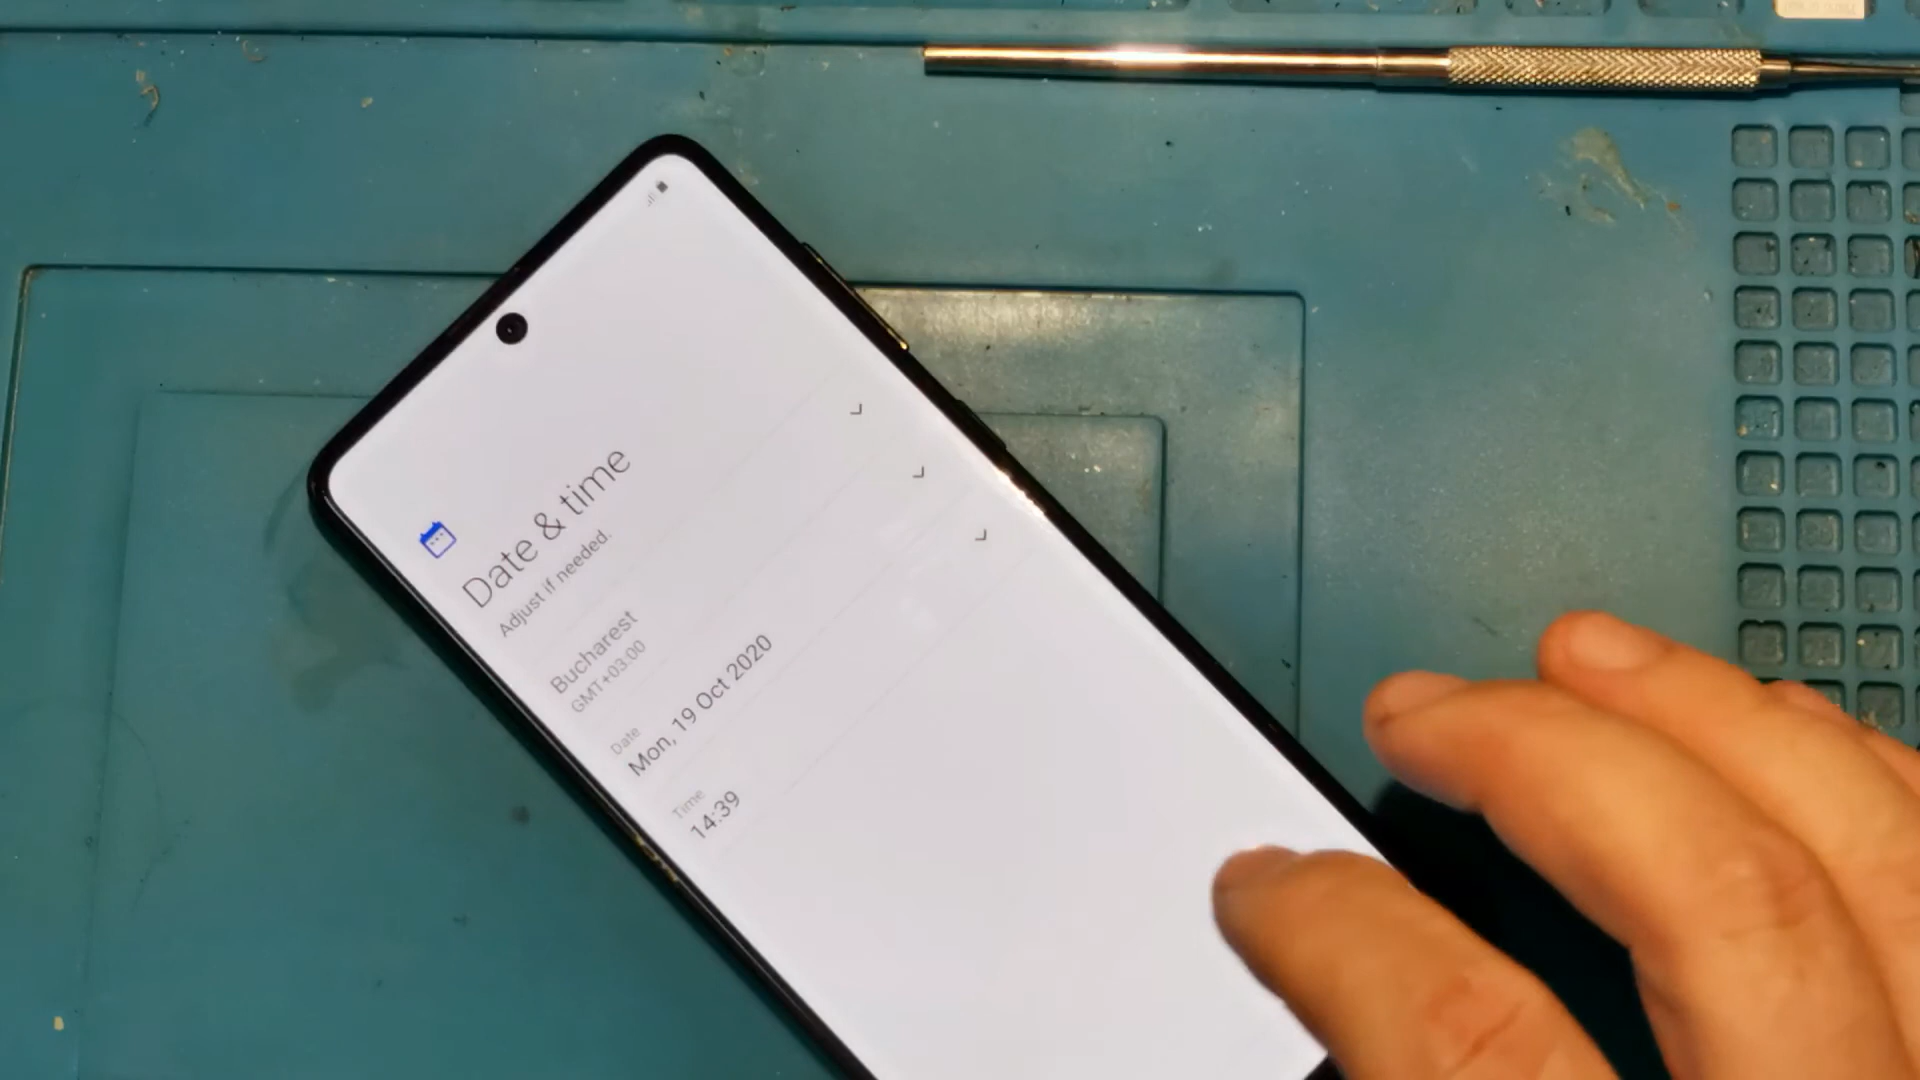 Date & time
Adjust if needed.
Bucharest
GMT+03:00
Date
Mon, 19 Oct 2020
Time
14:39